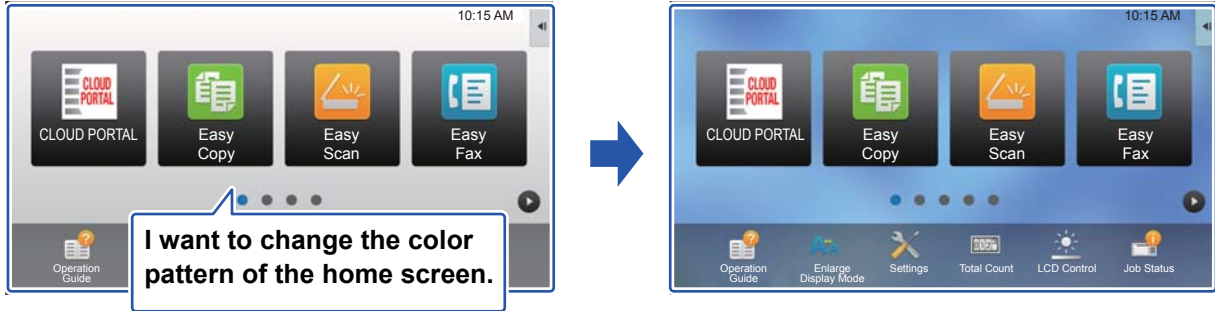 10:15 AM
CLOUD
PORTAL
CLOUD PORTAL
Easy
Copy
Easy
Scan
Easy
Fax
Operation
Guide
I want to change the color
pattern of the home screen.
10:15 AM
CLOUD
PORTAL
CLOUD PORTAL
Easy
Copy
Easy
Scan
Easy
Fax
Operation
Guide
Enlarge
Display Mode
Settings
Total Count
LCD Control
Job Status